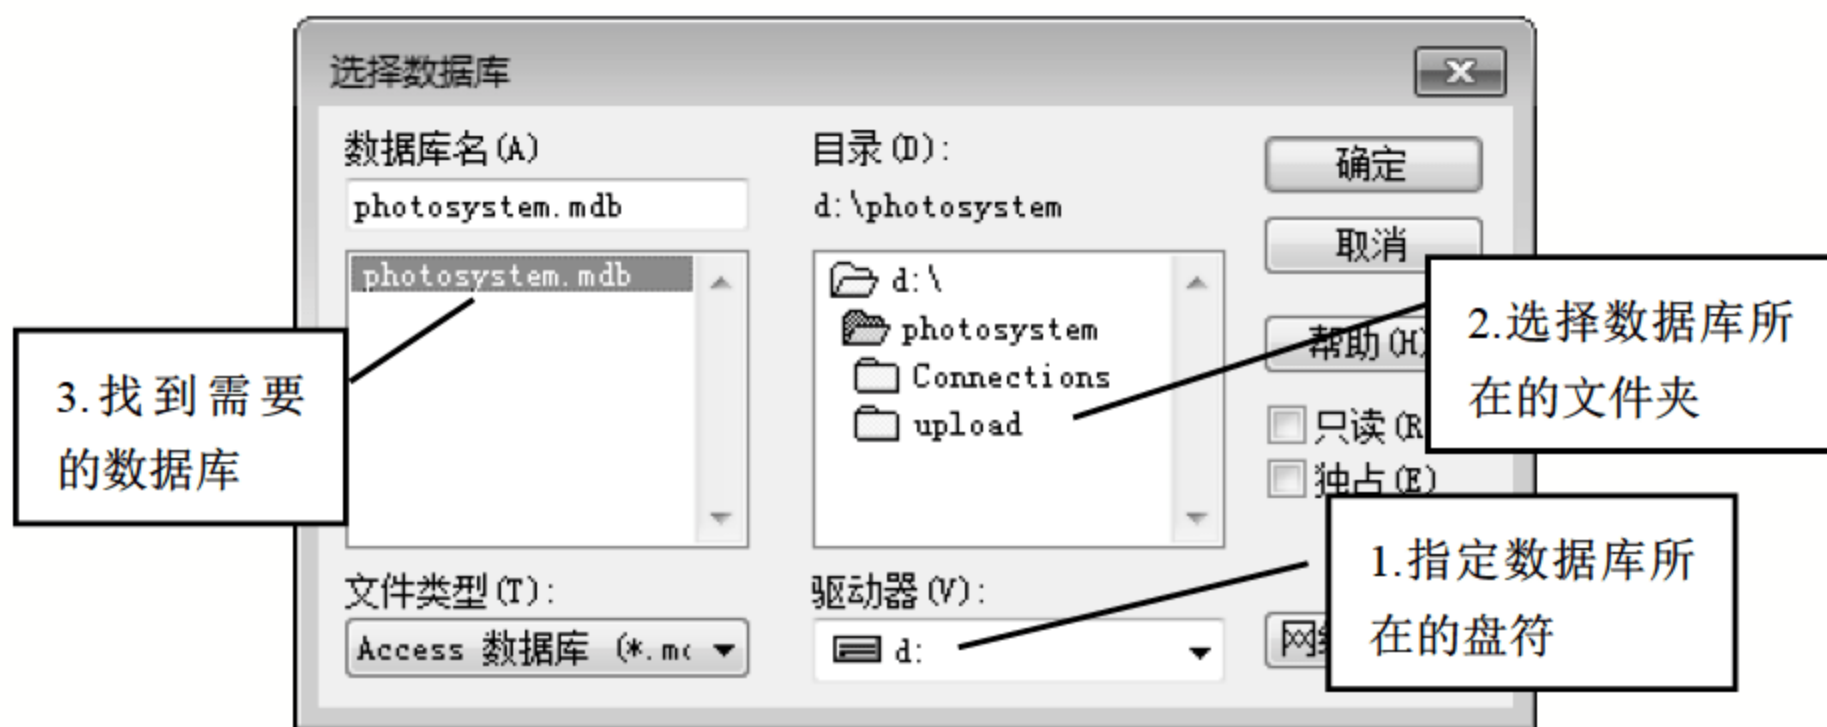 选择数据库
数据库名(A)
photosystem.mdb
photosystem.mdb
文件类型(T):
Access 数据库 (*.m
目录(D):
d:\photosystem
d:\
photosystem
Connections
upload
驱动器(V):
d:
确定
取消
帮助(H)
只读(R
独占(E)
3.找到需要
的数据库
2.选择数据库所
在的文件夹
1.指定数据库所
在的盘符